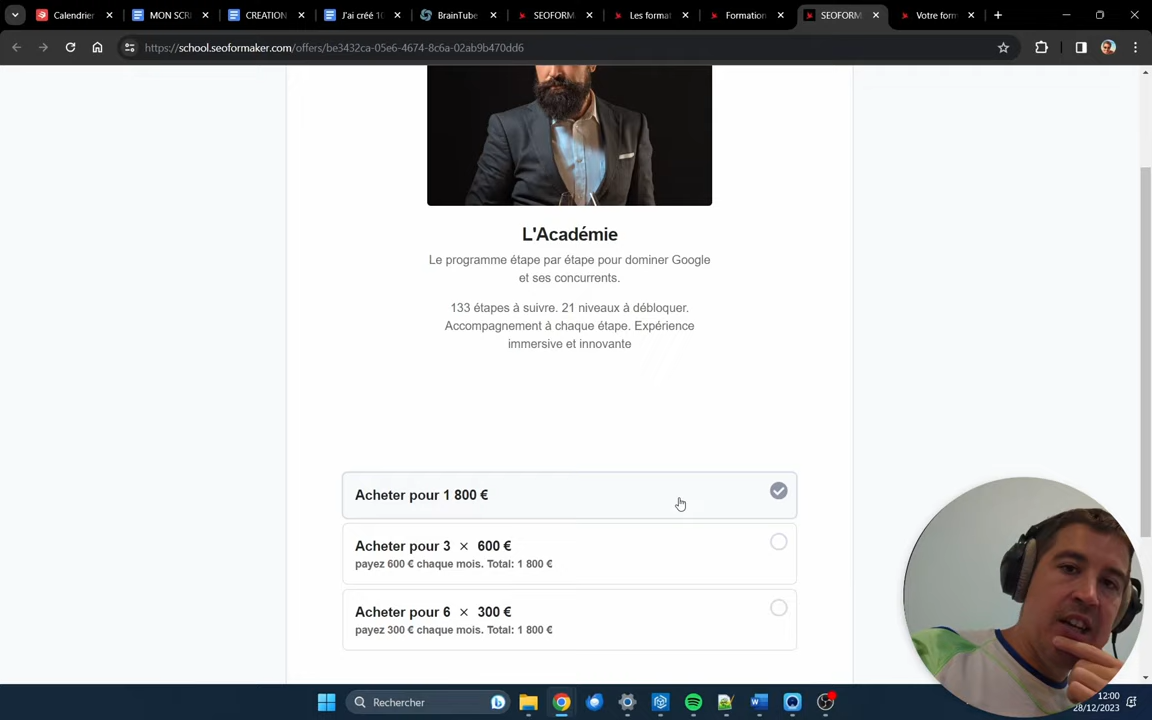 Calendrier
MON SCRI
CREATION
J'ai créé 10
BrainTube
SEOFORM
Les format
Formation
SEOFORM
Votre form
https://school.seoformaker.com/offers/be3432ca-05e6-4674-8c6a-02ab9b470dd6
L'Académie
Le programme étape par étape pour dominer Google
et ses concurrents.
133 étapes à suivre. 21 niveaux à débloquer.
Accompagnement à chaque étape. Expérience
immersive et innovante
Acheter pour 1 800 €
Acheter pour 3 × 600 €
payez 600 € chaque mois. Total: 1 800 €
Acheter pour 6 × 300 €
payez 300 € chaque mois. Total: 1 800 €
Rechercher
12:00
28/12/2023